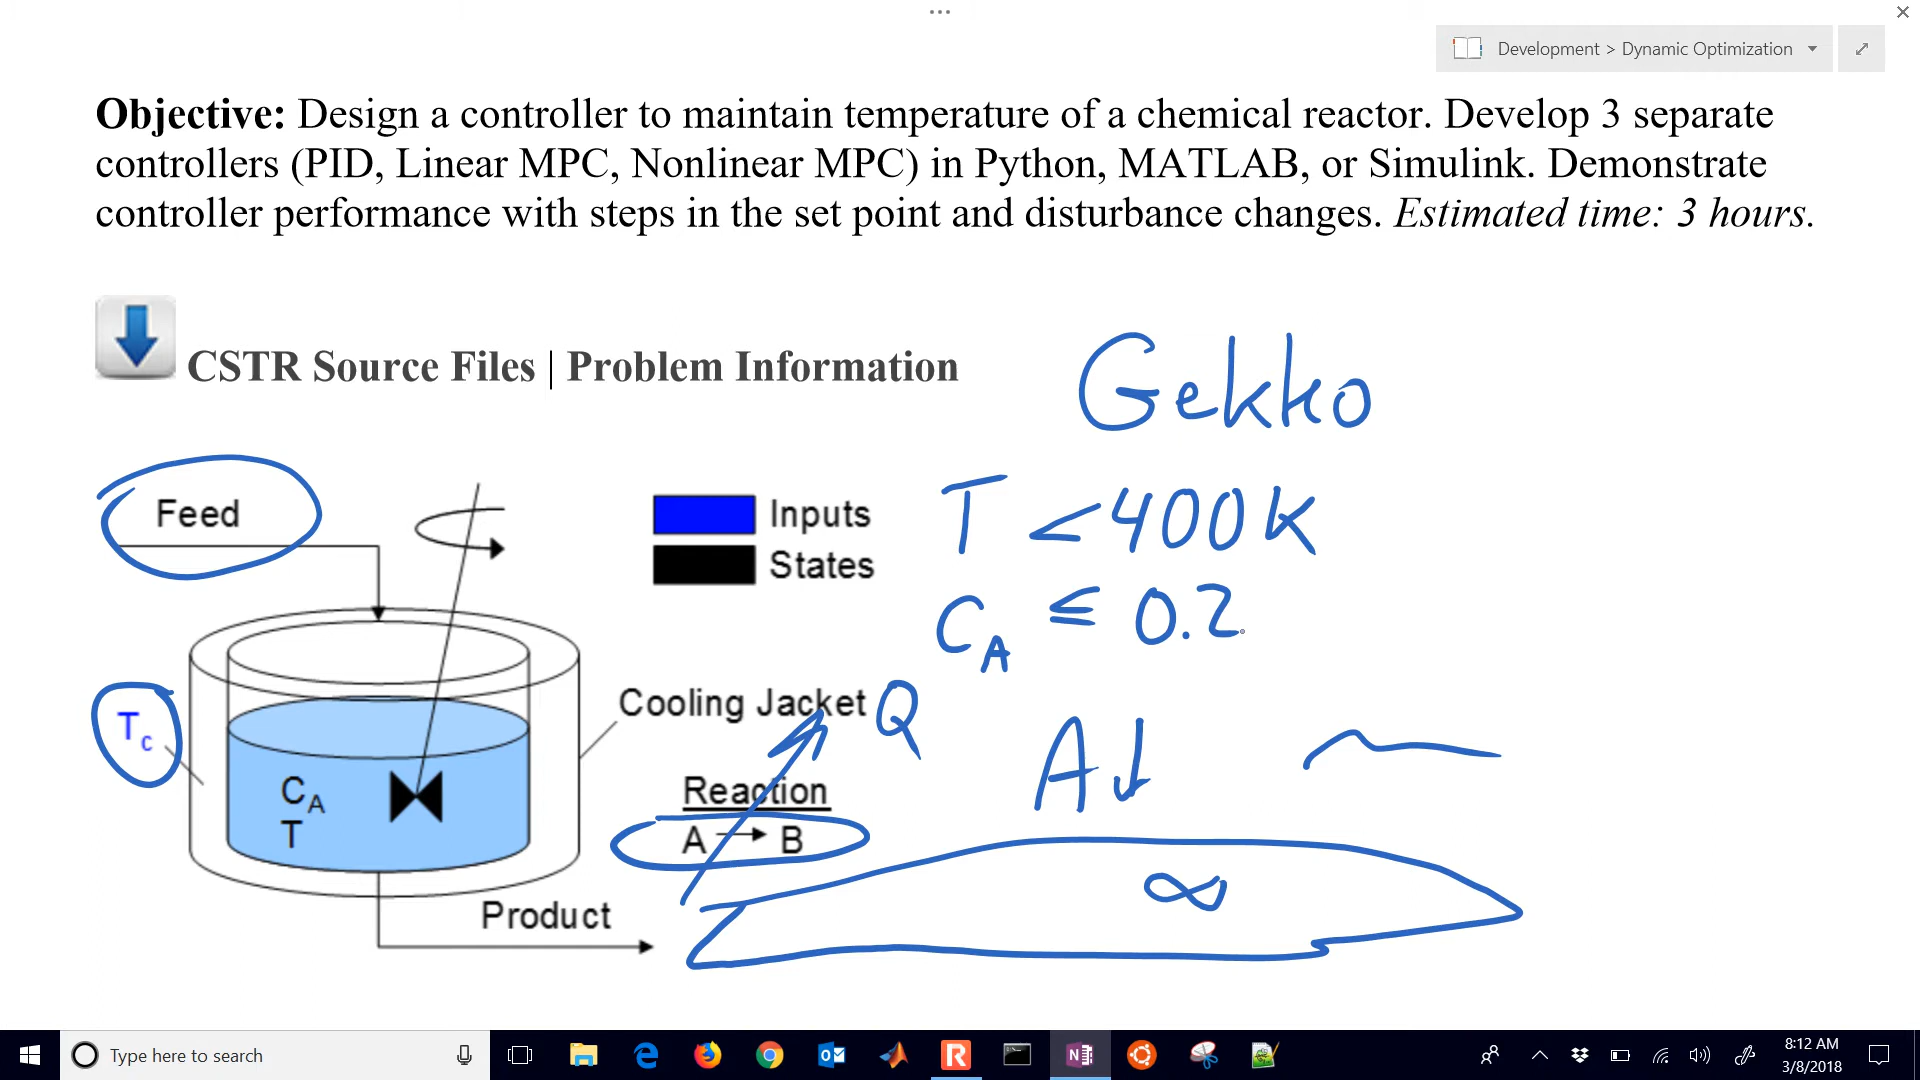 Development > Dynamic Optimization
Objective: Design a controller to maintain temperature of a chemical reactor. Develop 3 separate
controllers (PID, Linear MPC, Nonlinear MPC) in Python, MATLAB, or Simulink. Demonstrate
controller performance with steps in the set point and disturbance changes. Estimated time: 3 hours.
CSTR Source Files | Problem Information
Gekko
Feed
Inputs
States
T < 400K
C_A ≤ 0.2
T_c
Cooling Jacket Q
C_A
T
Reaction
A → B
A↓
∞
Product
Type here to search
8:12 AM
3/8/2018